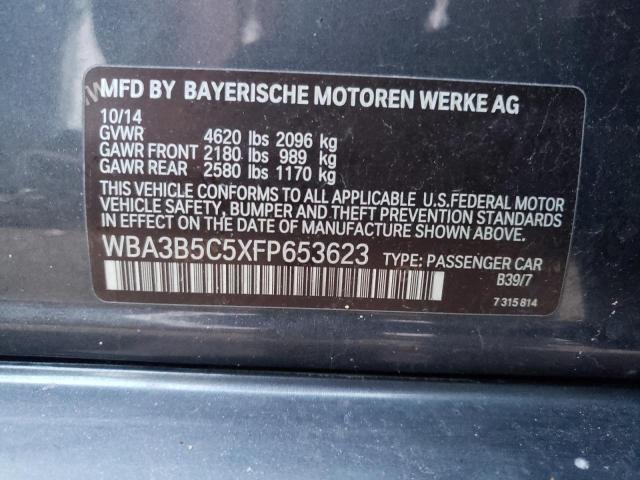 MFD BY BAYERISCHE MOTOREN WERKE AG
10/14
GVWR 4620 lbs 2096 kg
GAWR FRONT 2180 lbs 989 kg
GAWR REAR 2580 lbs 1170 kg
THIS VEHICLE CONFORMS TO ALL APPLICABLE U.S.FEDERAL MOTOR
VEHICLE SAFETY, BUMPER AND THEFT PREVENTION STANDARDS
IN EFFECT ON THE DATE OF MANUFACTURE SHOWN ABOVE.
WBA3B5C5XFP653623 TYPE: PASSENGER CAR
B39/7
7 315 814